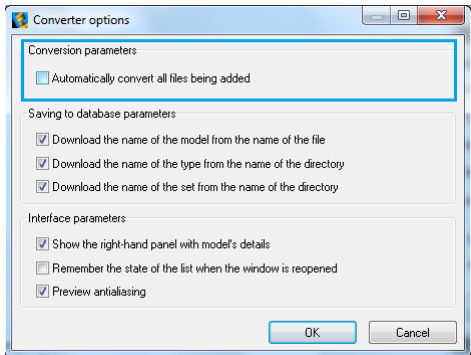 Converter options
Conversion parameters
Automatically convert all files being added
Saving to database parameters
Download the name of the model from the name of the file
Download the name of the type from the name of the directory
Download the name of the set from the name of the directory
Interface parameters
Show the right-hand panel with model's details
Remember the state of the list when the window is reopened
Preview antialiasing
OK Cancel